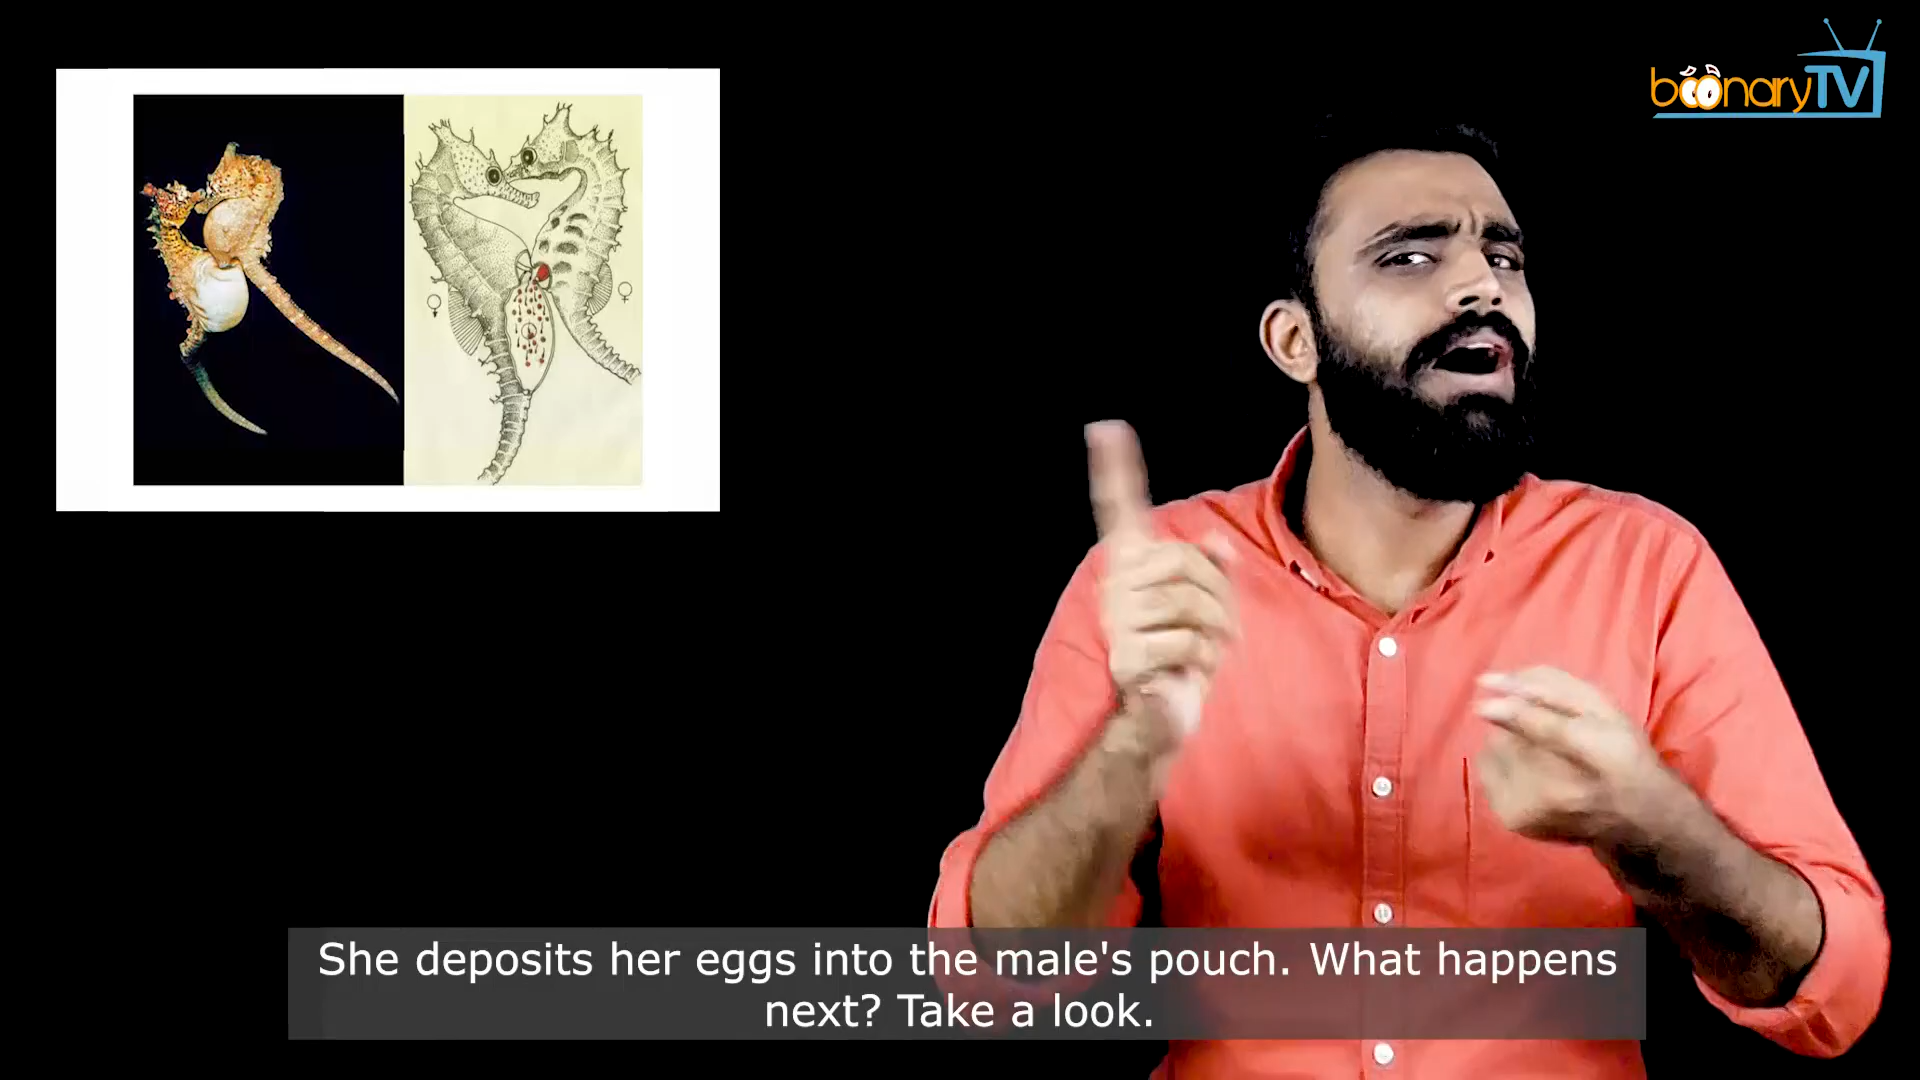 boonaryTV
She deposits her eggs into the male's pouch. What happens
next? Take a look.